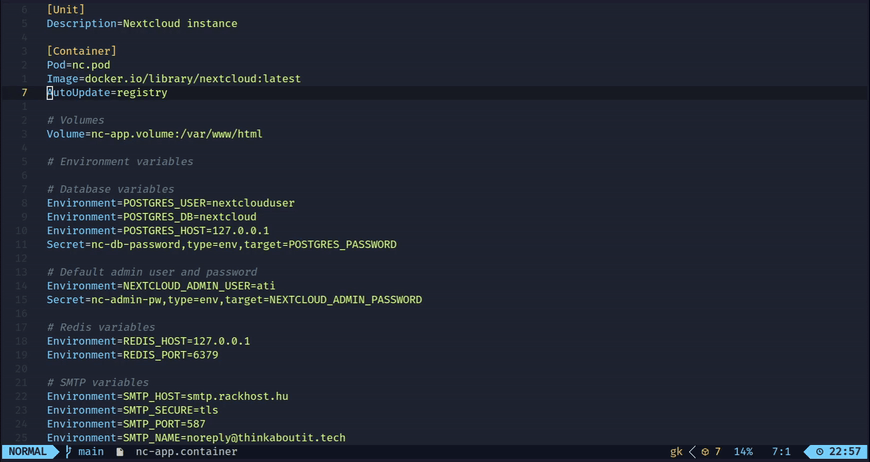 6 [Unit]
5 Description=Nextcloud instance
4
3 [Container]
2 Pod=nc.pod
1 Image=docker.io/library/nextcloud:latest
7 AutoUpdate=registry
1
2 # Volumes
3 Volume=nc-app.volume:/var/www/html
4
5 # Environment variables
6
7 # Database variables
8 Environment=POSTGRES_USER=nextclouduser
9 Environment=POSTGRES_DB=nextcloud
10 Environment=POSTGRES_HOST=127.0.0.1
11 Secret=nc-db-password,type=env,target=POSTGRES_PASSWORD
12
13 # Default admin user and password
14 Environment=NEXTCLOUD_ADMIN_USER=ati
15 Secret=nc-admin-pw,type=env,target=NEXTCLOUD_ADMIN_PASSWORD
16
17 # Redis variables
18 Environment=REDIS_HOST=127.0.0.1
19 Environment=REDIS_PORT=6379
20
21 # SMTP variables
22 Environment=SMTP_HOST=smtp.rackhost.hu
23 Environment=SMTP_SECURE=tls
24 Environment=SMTP_PORT=587
25 Environment=SMTP_NAME=noreply@thinkaboutit.tech
NORMAL main nc-app.container gk 7 14% 7:1 22:57